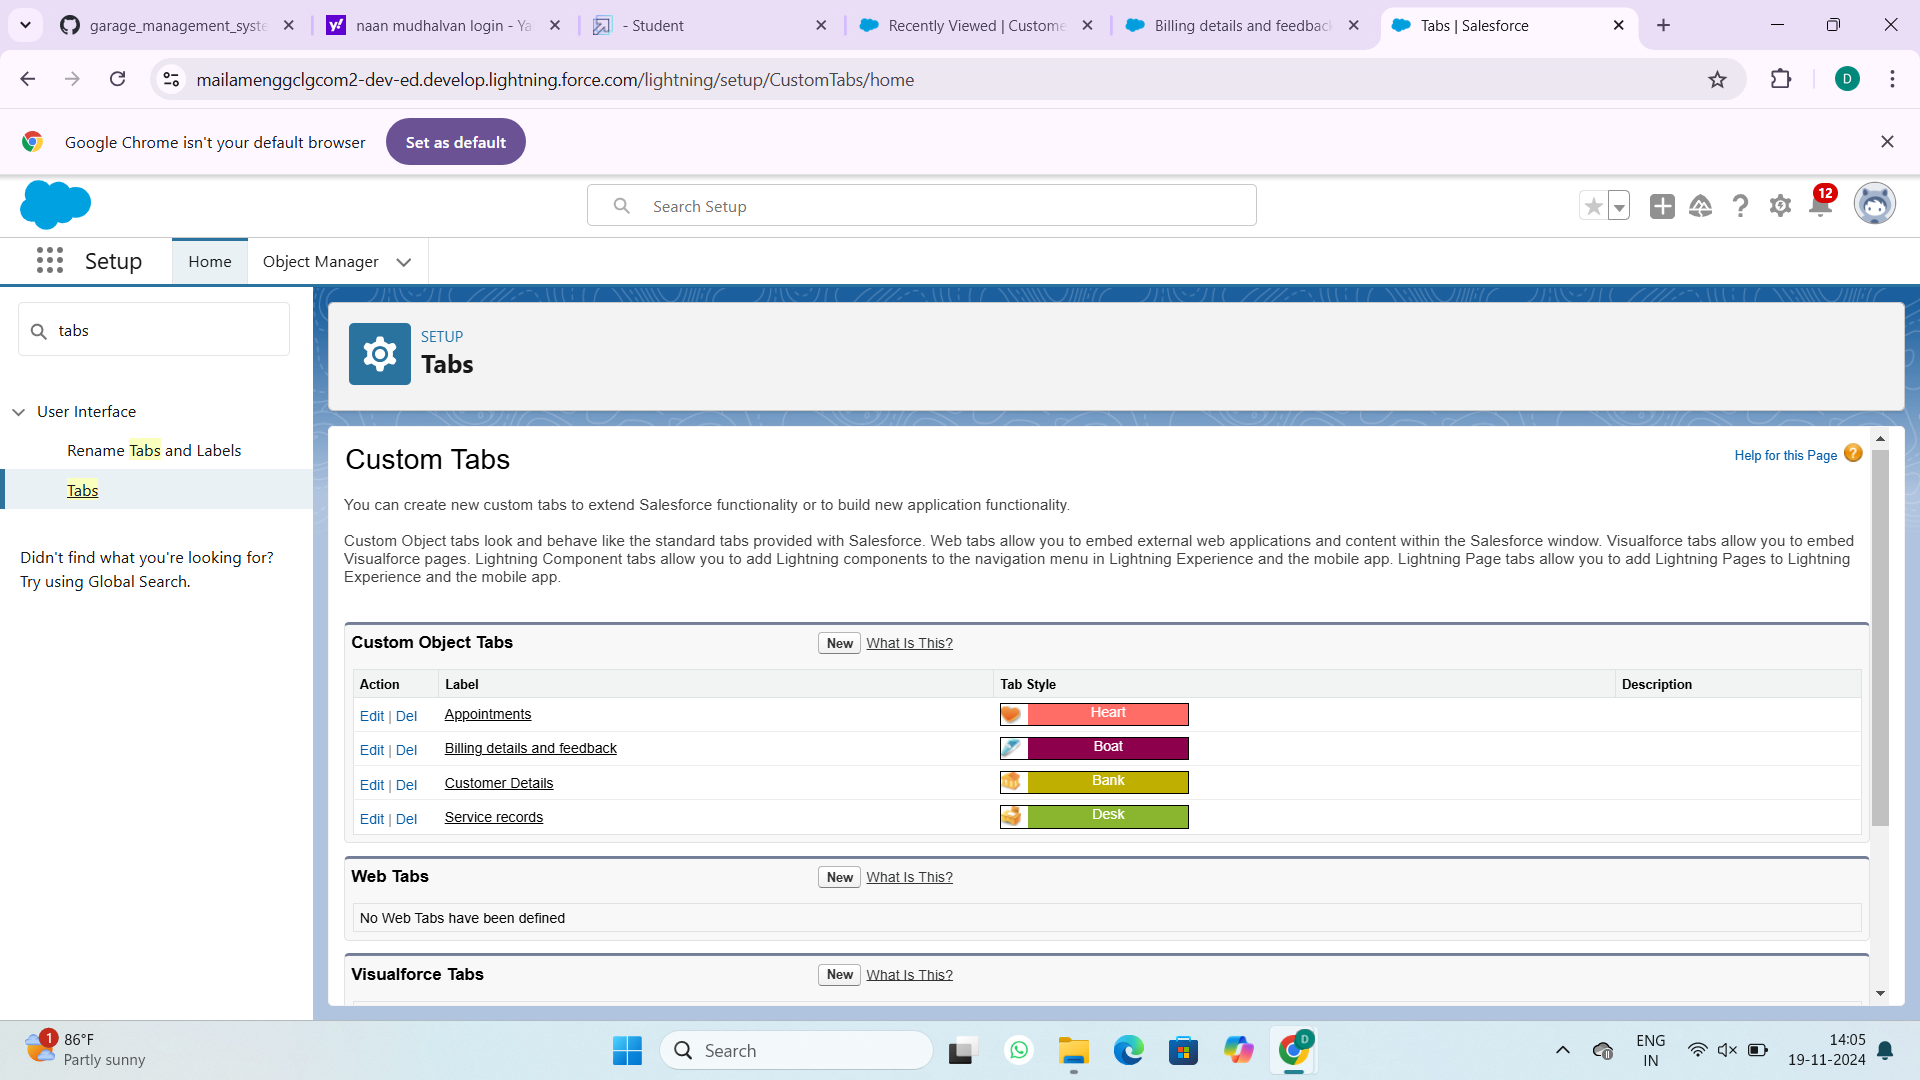 garage_management_syste
naan mudhalvan login - Ya
- Student
Recently Viewed | Custome
Billing details and feedback
Tabs | Salesforce
mailamenggclgcom2-dev-ed.develop.lightning.force.com/lightning/setup/CustomTabs/home
D
Google Chrome isn't your default browser
Set as default
Search Setup
12
Setup
Home
Object Manager
tabs
User Interface
Rename Tabs and Labels
Tabs
Didn't find what you're looking for?
Try using Global Search.
SETUP
Tabs
Custom Tabs
Help for this Page
You can create new custom tabs to extend Salesforce functionality or to build new application functionality.
Custom Object tabs look and behave like the standard tabs provided with Salesforce. Web tabs allow you to embed external web applications and content within the Salesforce window. Visualforce tabs allow you to embed
Visualforce pages. Lightning Component tabs allow you to add Lightning components to the navigation menu in Lightning Experience and the mobile app. Lightning Page tabs allow you to add Lightning Pages to Lightning
Experience and the mobile app.
Custom Object Tabs New What Is This?
Action Label Tab Style Description
Edit | Del Appointments Heart
Edit | Del Billing details and feedback Boat
Edit | Del Customer Details Bank
Edit | Del Service records Desk
Web Tabs New What Is This?
No Web Tabs have been defined
Visualforce Tabs New What Is This?
1
86°F
Partly sunny
Search
D
ENG
IN
14:05
19-11-2024